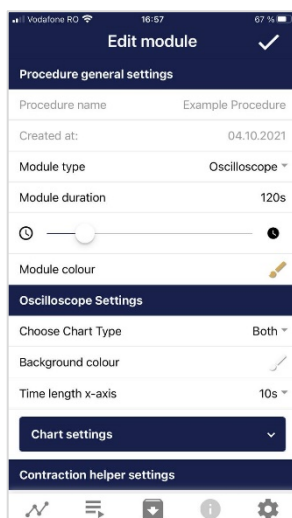 Vodafone RO 16:57 67 %
Edit module
Procedure general settings
Procedure name Example Procedure
Created at: 04.10.2021
Module type Oscilloscope
Module duration 120s
Module colour
Oscilloscope Settings
Choose Chart Type Both
Background colour
Time length x-axis 10s
Chart settings
Contraction helper settings